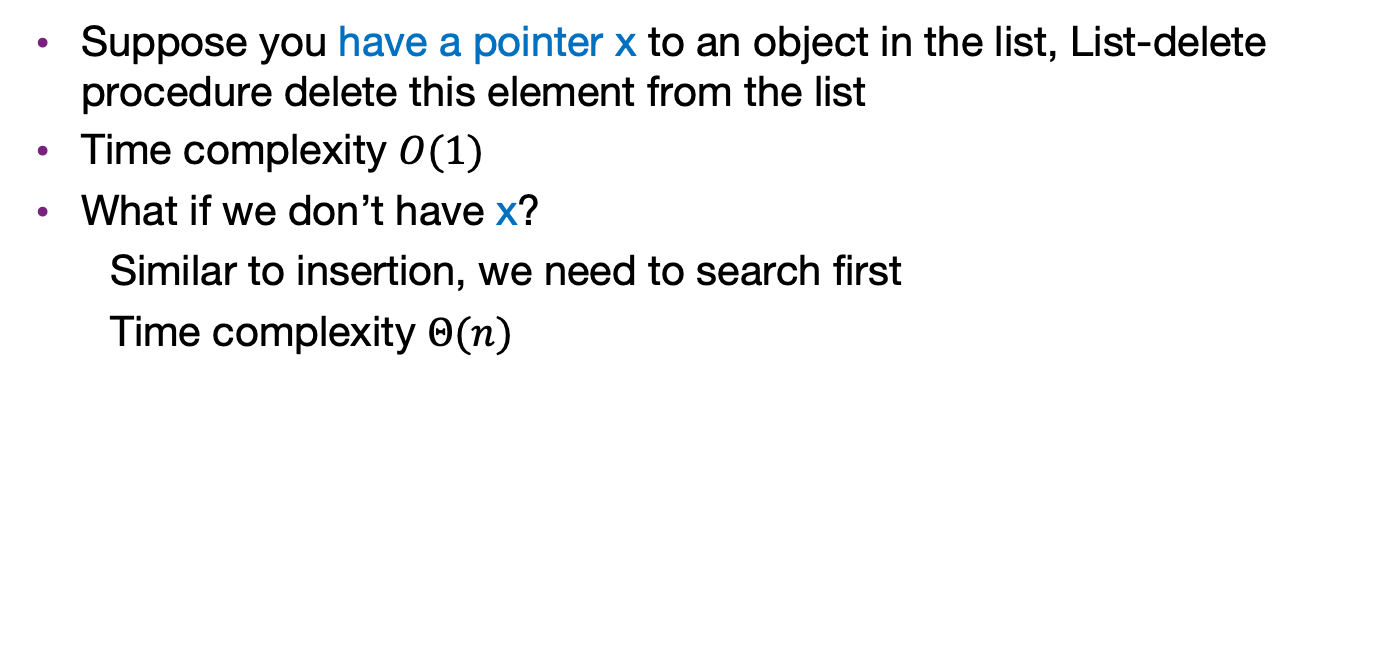 • Suppose you have a pointer x to an object in the list, List-delete
procedure delete this element from the list
• Time complexity 𝑂(1)
• What if we don’t have x?
Similar to insertion, we need to search first
Time complexity Θ(𝑛)